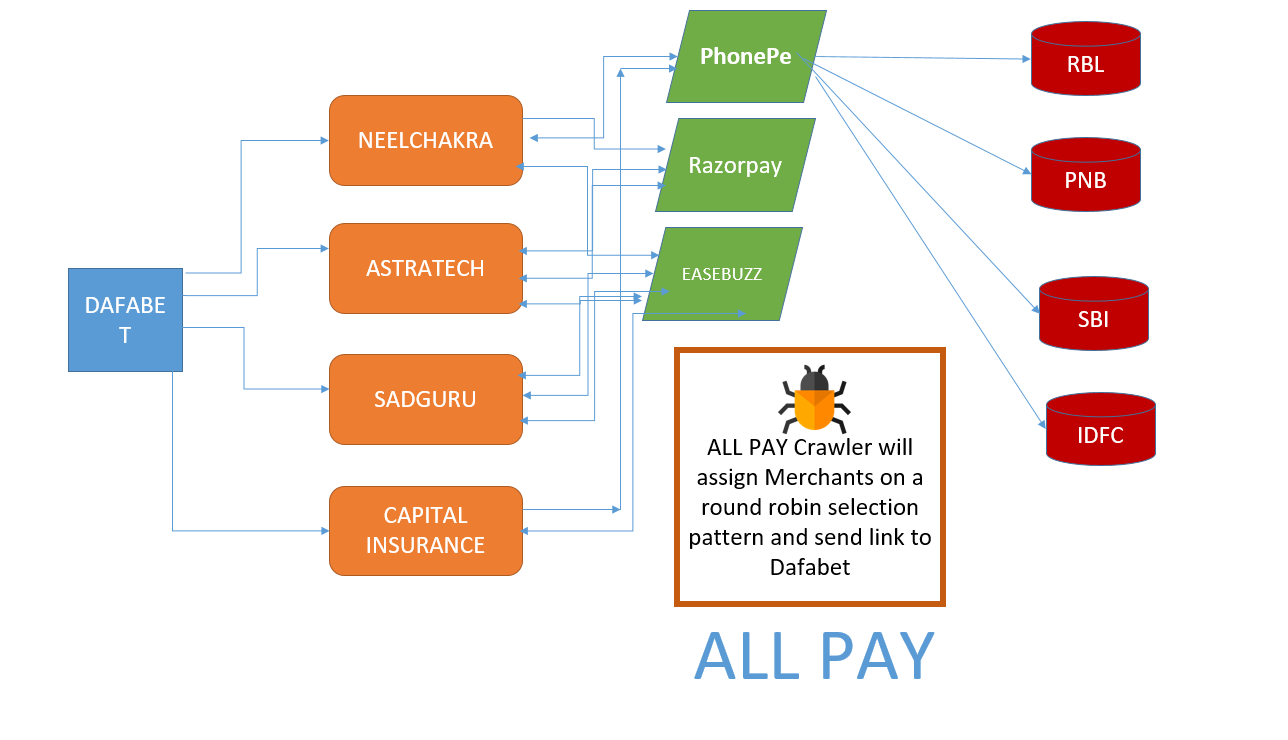 PhonePe
RBL
NEELCHAKRA
Razorpay
PNB
ASTRATECH
EASEBUZZ
DAFABE
T
SBI
SADGURU
IDFC
ALL PAY Crawler will
assign Merchants on a
round robin selection
pattern and send link to
Dafabet
CAPITAL
INSURANCE
ALL PAY